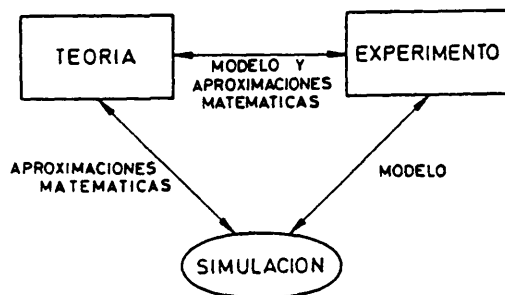 TEORIA
EXPERIMENTO
MODELO Y
APROXIMACIONES
MATEMATICAS
APROXIMACIONES
MATEMATICAS
MODELO
SIMULACION